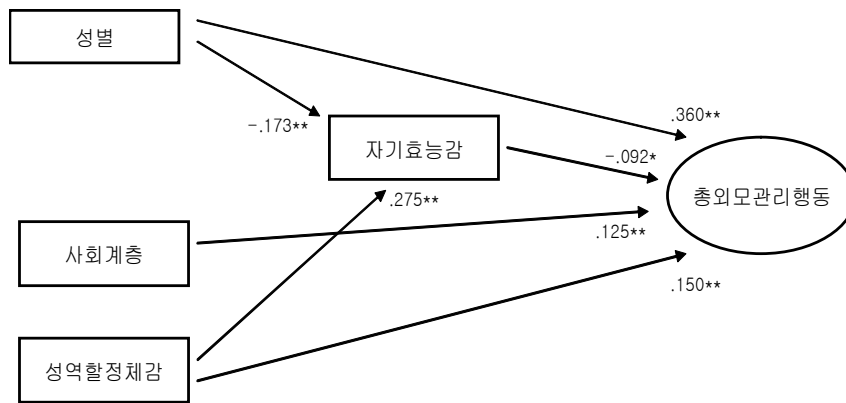 성별
.360**
-.173**
자기효능감
-.092*
.275**
총외모관리행동
사회계층
.125**
.150**
성역할정체감